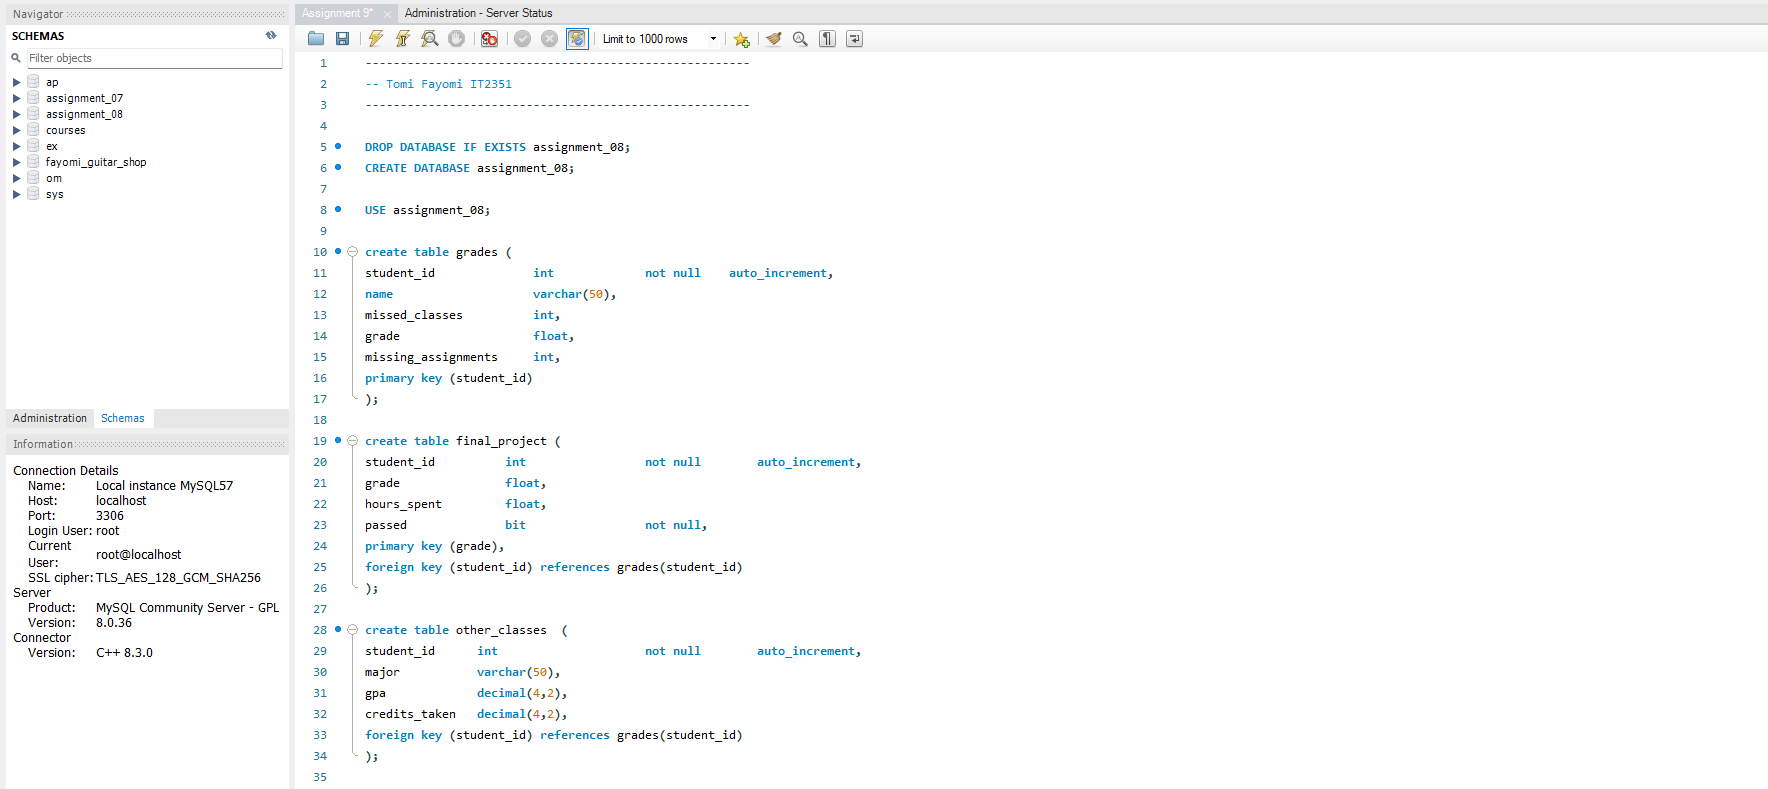 Navigator
SCHEMAS
Filter objects
ap
assignment_07
assignment_08
courses
ex
fayomi_guitar_shop
om
sys
Administration Schemas
Information
Connection Details
Name: Local instance MySQL57
Host: localhost
Port: 3306
Login User: root
Current User: root@localhost
SSL cipher: TLS_AES_128_GCM_SHA256
Server
Product: MySQL Community Server - GPL
Version: 8.0.36
Connector
Version: C++ 8.3.0
Assignment 9* × Administration - Server Status
Limit to 1000 rows
1 -------------------------------------------------------
2 -- Tomi Fayomi IT2351
3 -------------------------------------------------------
4
5 DROP DATABASE IF EXISTS assignment_08;
6 CREATE DATABASE assignment_08;
7
8 USE assignment_08;
9
10 create table grades (
11 student_id int not null auto_increment,
12 name varchar(50),
13 missed_classes int,
14 grade float,
15 missing_assignments int,
16 primary key (student_id)
17 );
18
19 create table final_project (
20 student_id int not null auto_increment,
21 grade float,
22 hours_spent float,
23 passed bit not null,
24 primary key (grade),
25 foreign key (student_id) references grades(student_id)
26 );
27
28 create table other_classes (
29 student_id int not null auto_increment,
30 major varchar(50),
31 gpa decimal(4,2),
32 credits_taken decimal(4,2),
33 foreign key (student_id) references grades(student_id)
34 );
35